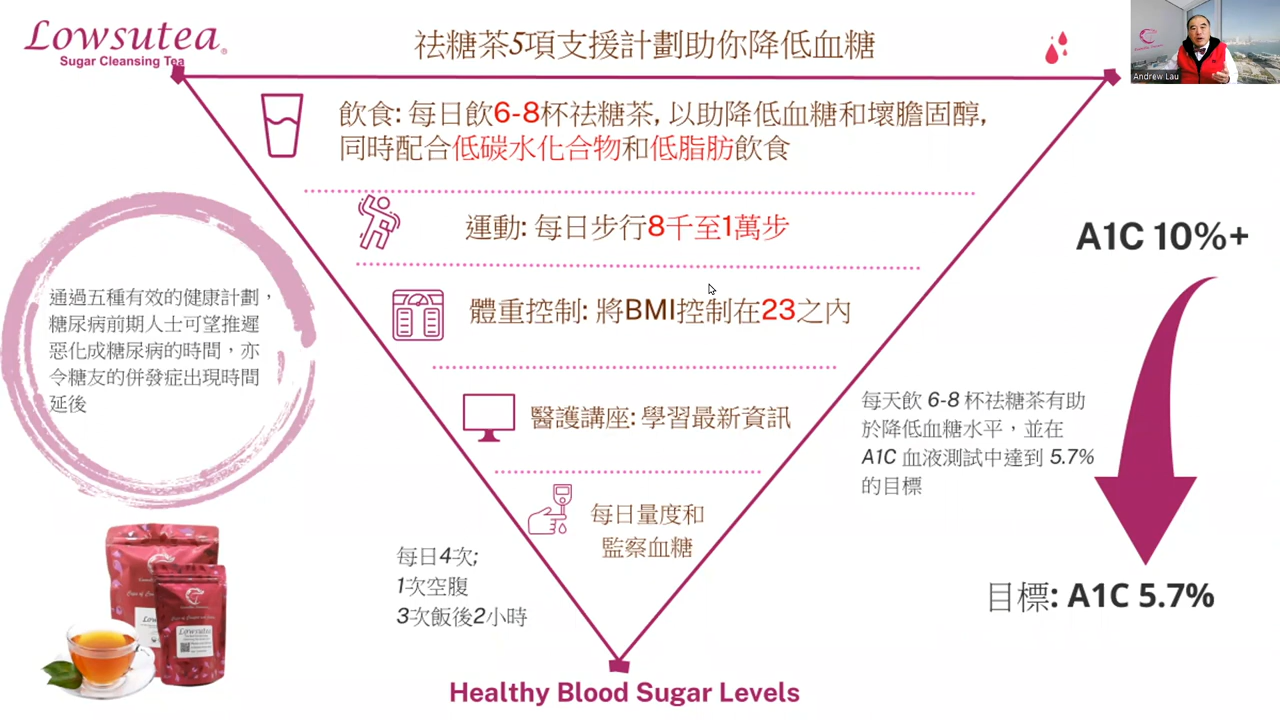 Lowsutea®
Sugar Cleansing Tea
祛糖茶5項支援計劃助你降低血糖
Andrew Lau
飲食: 每日飲6-8杯祛糖茶, 以助降低血糖和壞膽固醇,
同時配合低碳水化合物和低脂肪飲食
運動: 每日步行8千至1萬步
A1C 10%+
通過五種有效的健康計劃，
糖尿病前期人士可望推遲
惡化成糖尿病的時間，亦
令糖友的併發症出現時間
延後
體重控制: 將BMI控制在23之內
醫護講座: 學習最新資訊
每天飲 6-8 杯祛糖茶有助
於降低血糖水平，並在
A1C 血液測試中達到 5.7%
的目標
每日量度和
監察血糖
每日4次;
1次空腹
3次飯後2小時
目標: A1C 5.7%
Lowsutea
Healthy Blood Sugar Levels